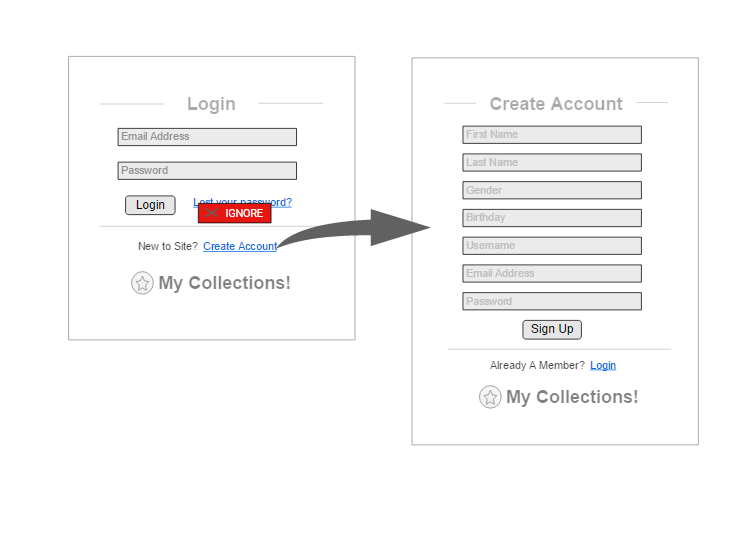 Login
Email Address
Password
Login
Lost your password?
IGNORE
New to Site? Create Account
My Collections!
Create Account
First Name
Last Name
Gender
Birthday
Username
Email Address
Password
Sign Up
Already A Member? Login
My Collections!